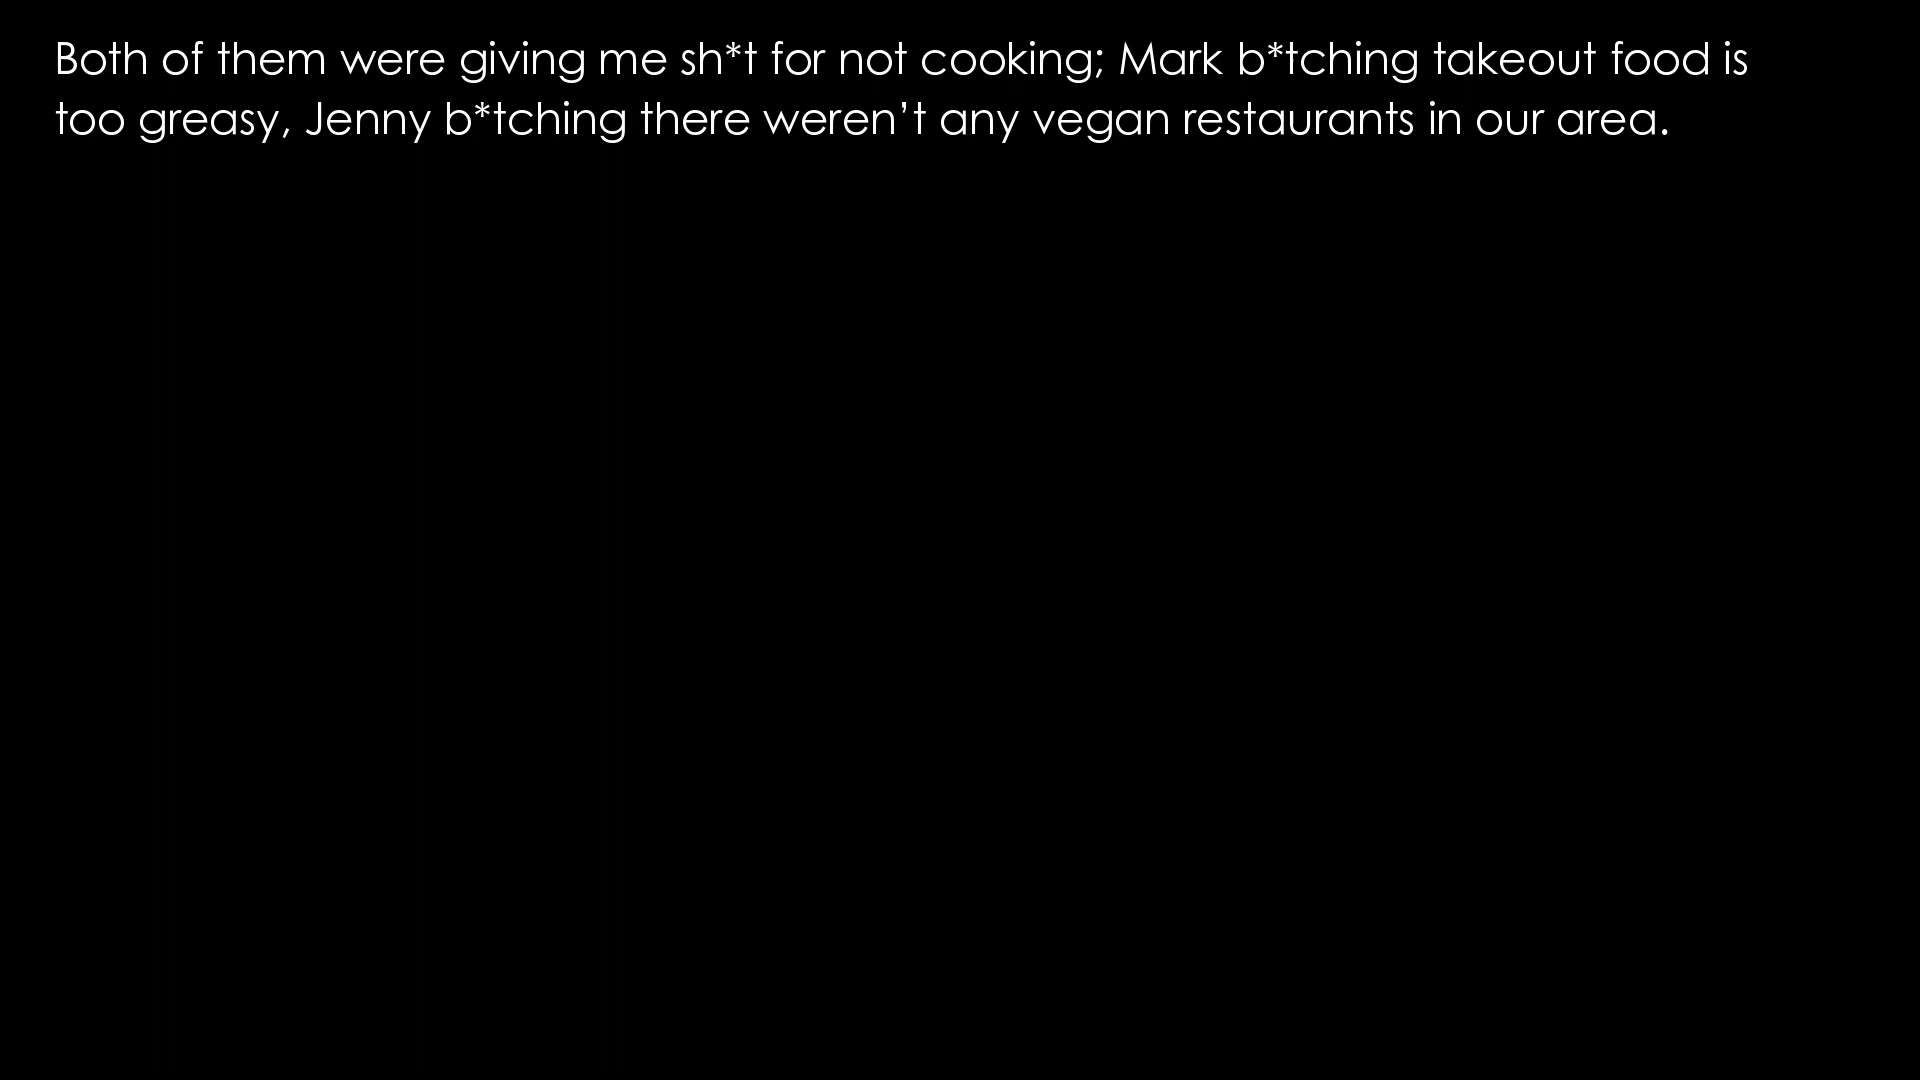 Both of them were giving me sh*t for not cooking; Mark b*tching takeout food is
too greasy, Jenny b*tching there weren’t any vegan restaurants in our area.